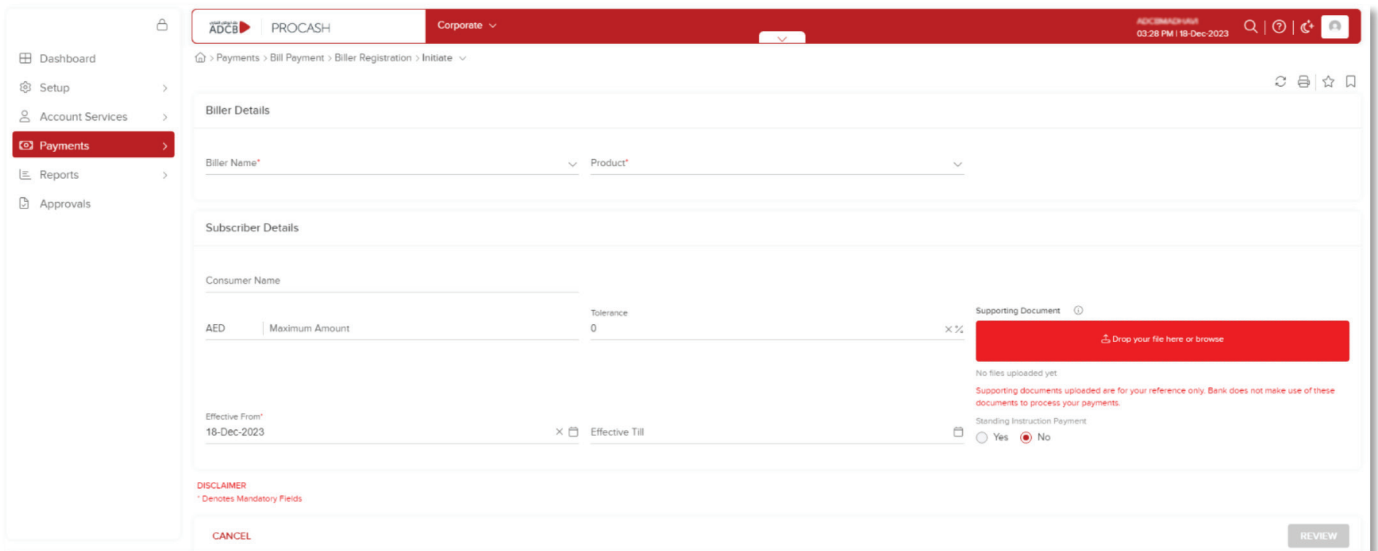 ADCB
PROCASH
Corporate
ADCBMADHAVI
03:28 PM | 18-Dec-2023
Dashboard
Setup
Account Services
Payments
Reports
Approvals
> Payments > Bill Payment > Biller Registration > Initiate
Biller Details
Biller Name*
Product*
Subscriber Details
Consumer Name
AED
Maximum Amount
Tolerance
0
Supporting Document
Drop your file here or browse
No files uploaded yet
Supporting documents uploaded are for your reference only. Bank does not make use of these
documents to process your payments.
Effective From*
18-Dec-2023
Effective Till
Standing Instruction Payment
Yes
No
DISCLAIMER
* Denotes Mandatory Fields
CANCEL
REVIEW